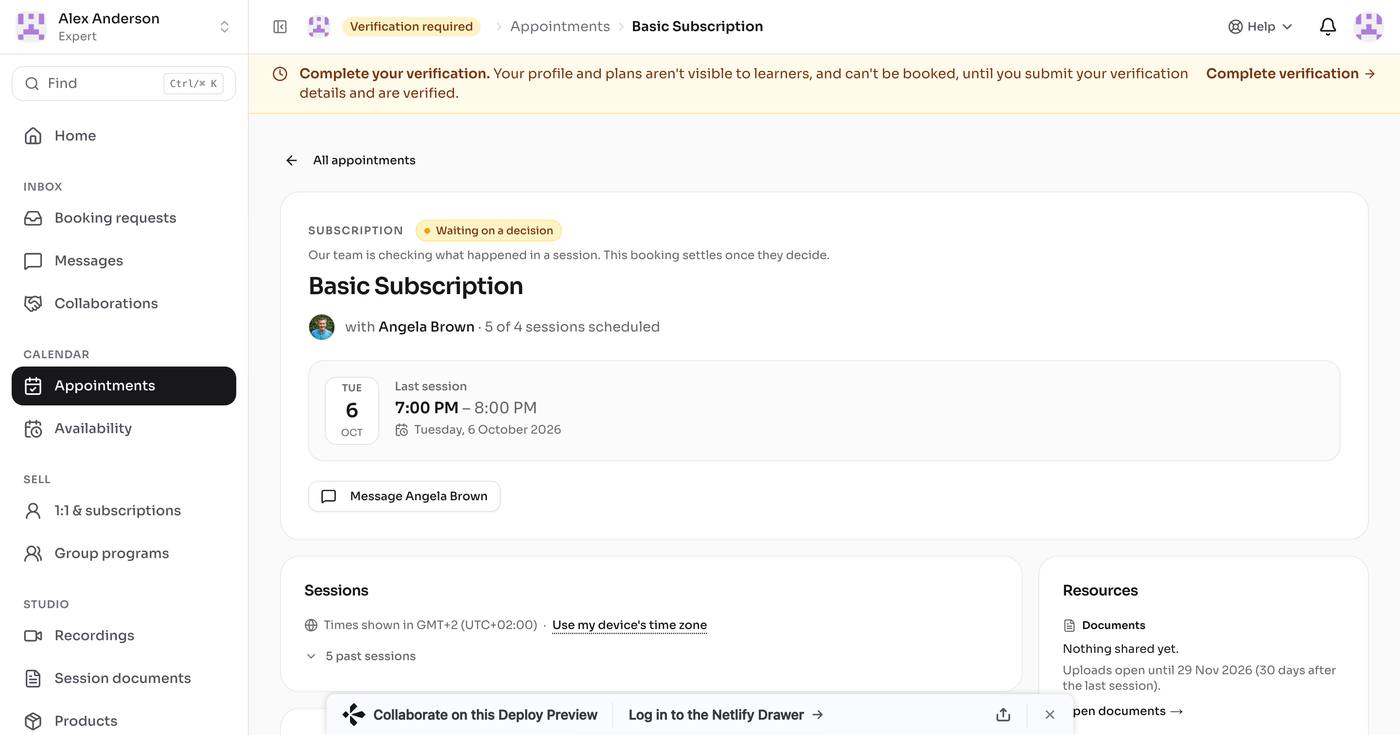 Alex Anderson
Expert
Find
Ctrl/⌘ K
Home
INBOX
Booking requests
Messages
Collaborations
CALENDAR
Appointments
Availability
SELL
1:1 & subscriptions
Group programs
STUDIO
Recordings
Session documents
Products
Verification required
Appointments
Basic Subscription
Help
Complete your verification. Your profile and plans aren't visible to learners, and can't be booked, until you submit your verification
details and are verified.
Complete verification →
All appointments
SUBSCRIPTION
Waiting on a decision
Our team is checking what happened in a session. This booking settles once they decide.
Basic Subscription
with Angela Brown · 5 of 4 sessions scheduled
TUE
6
OCT
Last session
7:00 PM – 8:00 PM
Tuesday, 6 October 2026
Message Angela Brown
Sessions
Times shown in GMT+2 (UTC+02:00) · Use my device's time zone
5 past sessions
Resources
Documents
Nothing shared yet.
Uploads open until 29 Nov 2026 (30 days after
the last session).
pen documents →
Collaborate on this Deploy Preview
Log in to the Netlify Drawer →